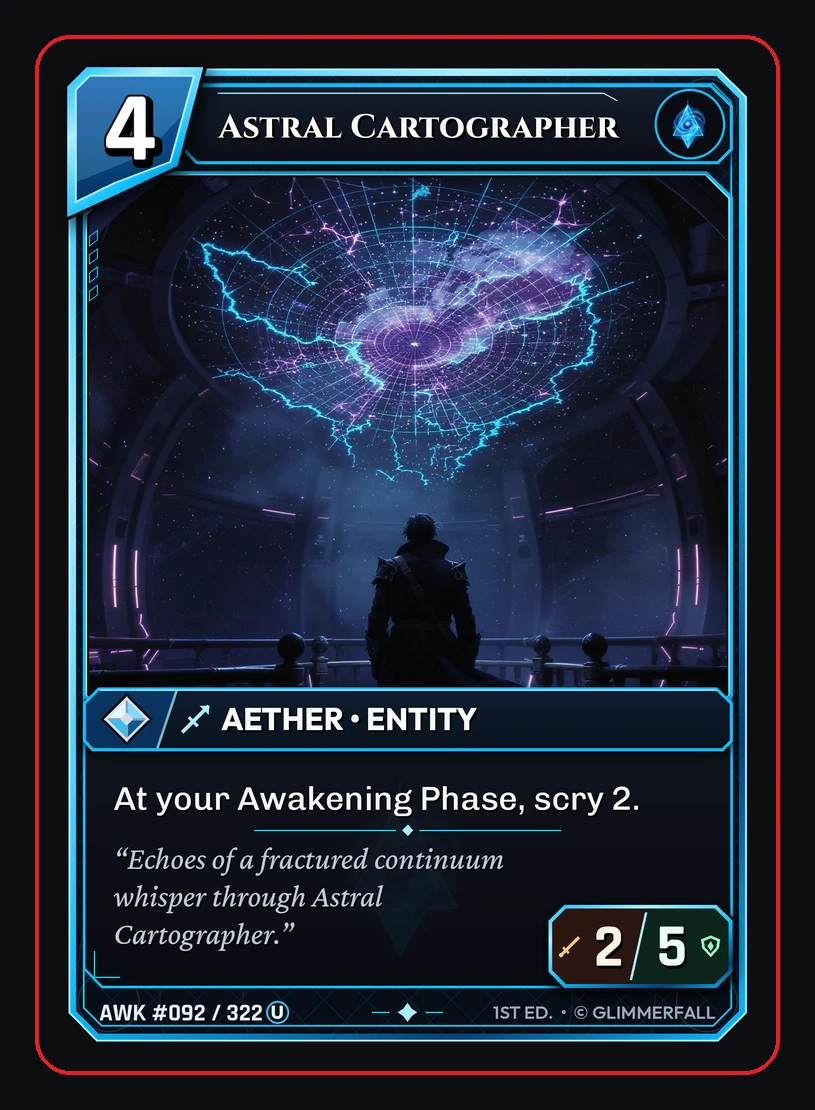 4
ASTRAL CARTOGRAPHER
AETHER • ENTITY
At your Awakening Phase, scry 2.
“Echoes of a fractured continuum
whisper through Astral
Cartographer.”
2/5
AWK #092 / 322 U
1ST ED. • © GLIMMERFALL